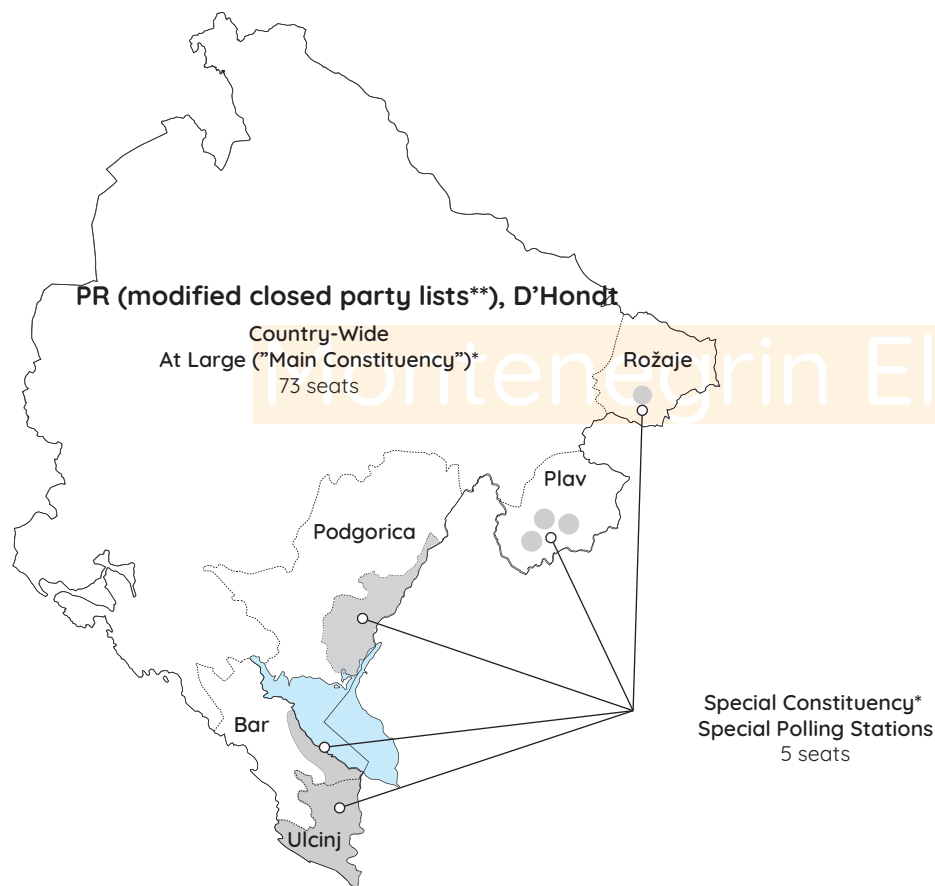 PR (modified closed party lists**), D’Hondt
Country-Wide
At Large (”Main Constituency”)*
73 seats
Montenegrin El
Rožaje
Plav
Podgorica
Bar
Ulcinj
Special Constituency*
Special Polling Stations
5 seats